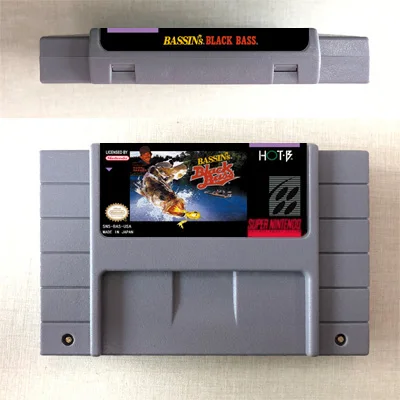 BASSIN's BLACK BASS.
LICENSED BY
Nintendo
BASSIN's
Black Bass
HOT·B.
SNS-BAS-USA
MADE IN JAPAN
SUPER NINTENDO